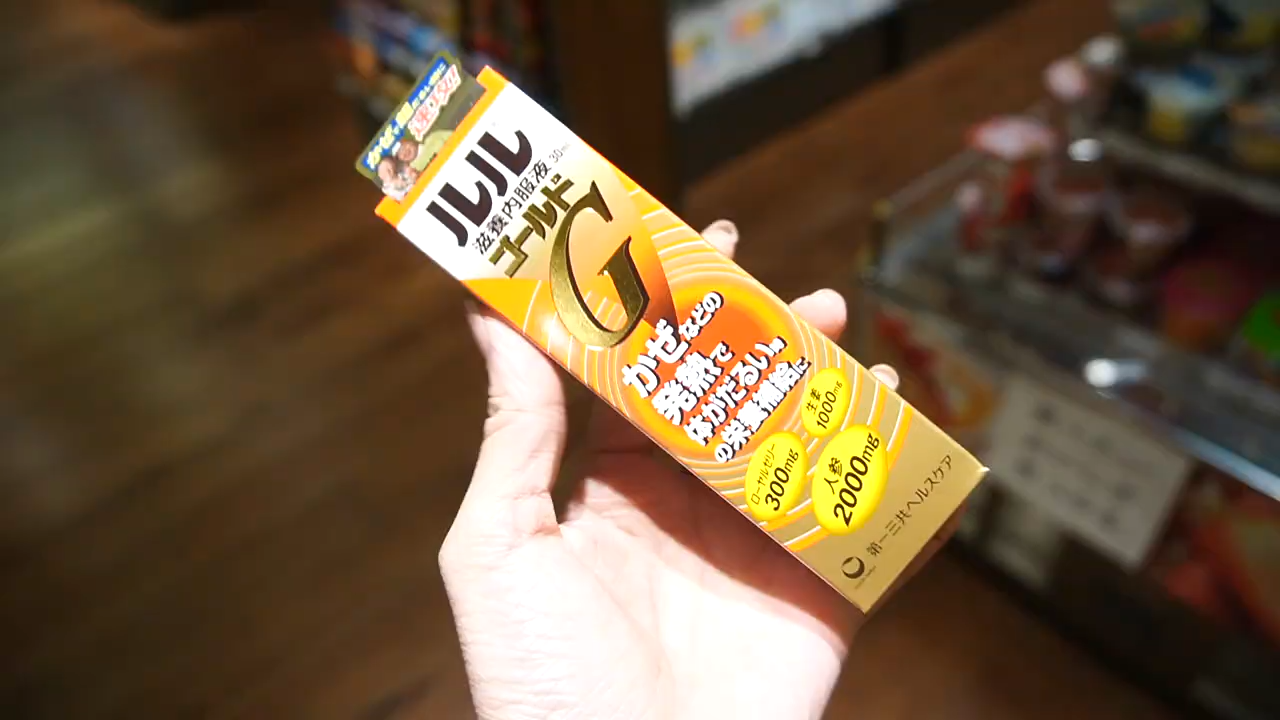 速攻!!
ルル
滋養内服液 30ml
ゴールド
G
かぜなどの
発熱で
体がだるい時
の栄養補給に
生姜
1000mg
ローヤルゼリー
300mg
人参
2000mg
第一三共ヘルスケア